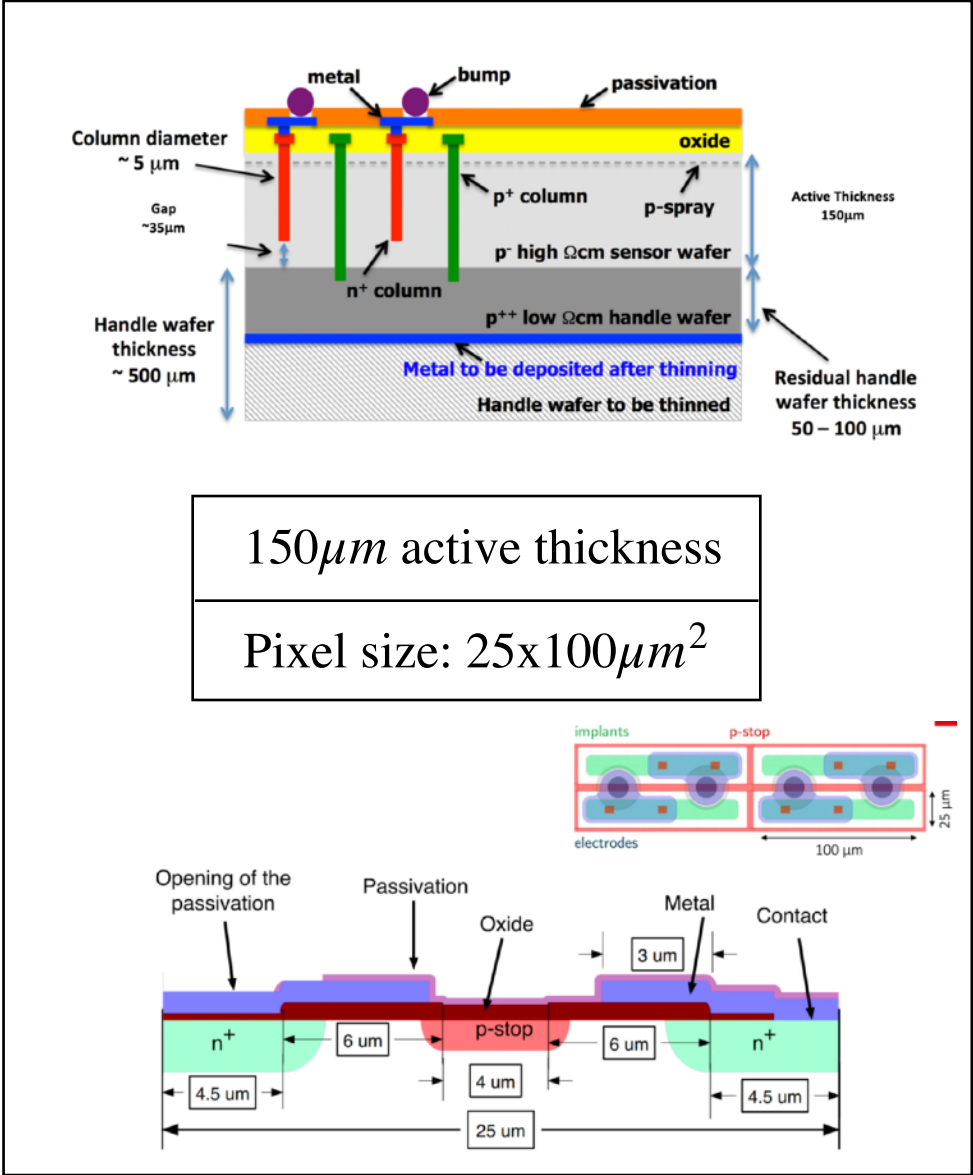 metal
bump
passivation
Column diameter
~ 5 μm
oxide
Gap
~35μm
p+ column
p-spray
Active Thickness
150μm
p- high Ωcm sensor wafer
n+ column
Handle wafer
thickness
~ 500 μm
p++ low Ωcm handle wafer
Metal to be deposited after thinning
Handle wafer to be thinned
Residual handle
wafer thickness
50 – 100 μm
150μm active thickness
Pixel size: 25x100μm²
implants
p-stop
25 μm
electrodes
100 μm
Opening of the
passivation
Passivation
Oxide
Metal
Contact
3 um
n+
6 um
p-stop
6 um
n+
4.5 um
4 um
4.5 um
25 um